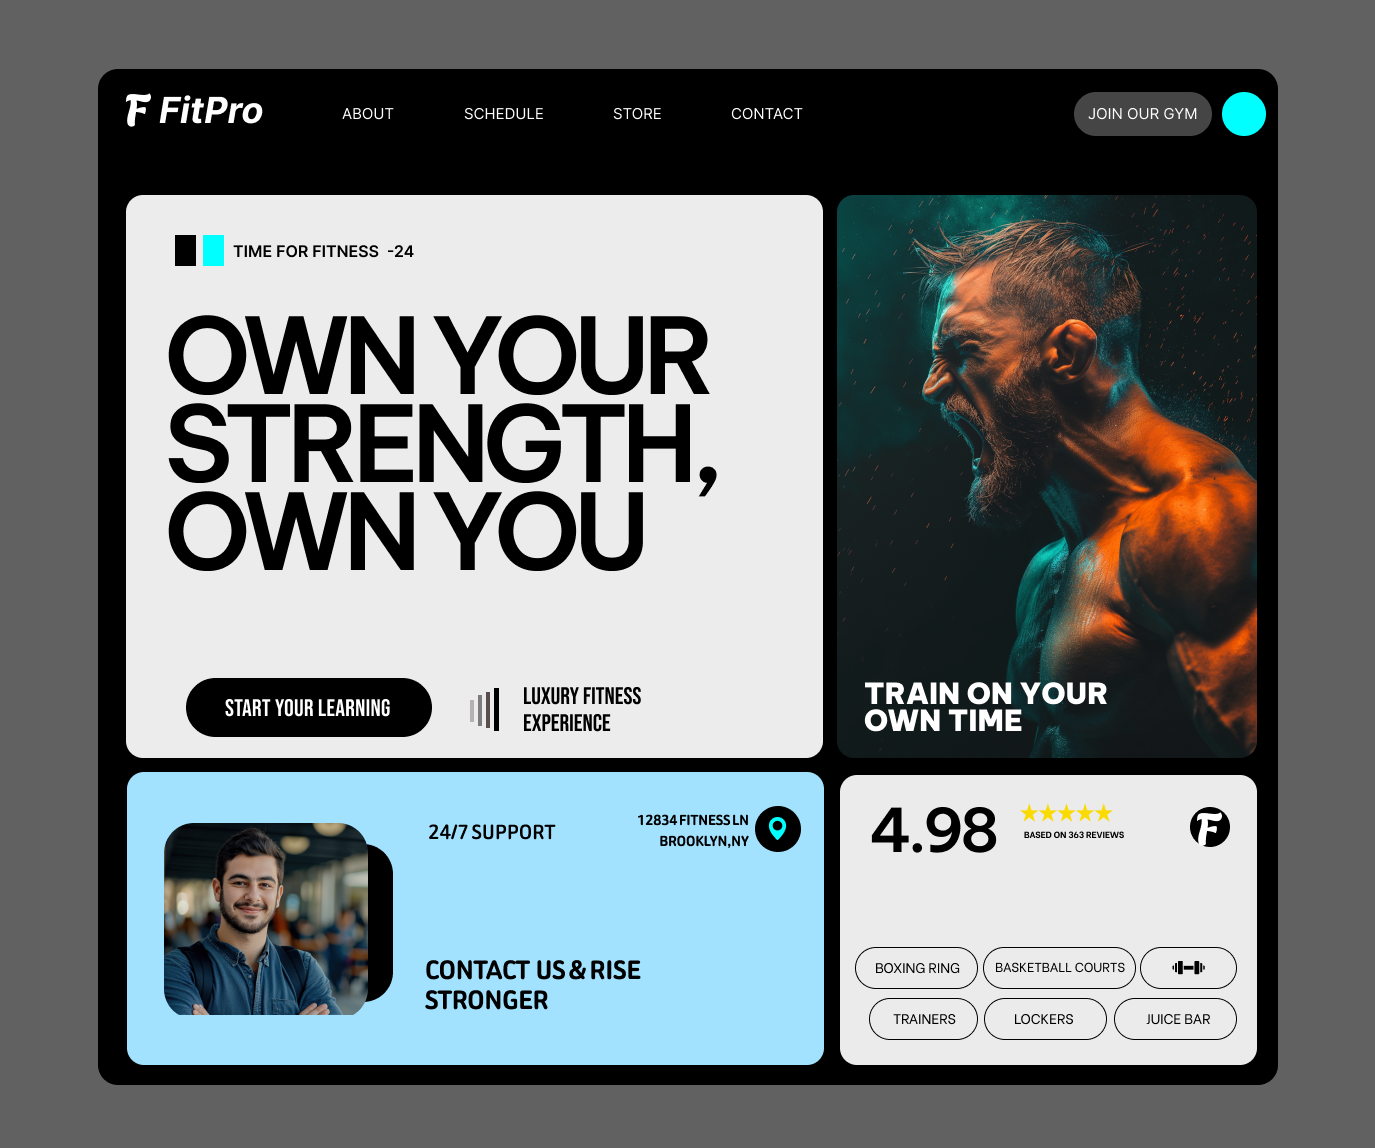 FitPro
ABOUT
SCHEDULE
STORE
CONTACT
JOIN OUR GYM
TIME FOR FITNESS -24
OWN YOUR
STRENGTH,
OWN YOU
START YOUR LEARNING
LUXURY FITNESS
EXPERIENCE
TRAIN ON YOUR
OWN TIME
24/7 SUPPORT
12834 FITNESS LN
BROOKLYN,NY
CONTACT US & RISE
STRONGER
4.98
BASED ON 363 REVIEWS
BOXING RING
BASKETBALL COURTS
TRAINERS
LOCKERS
JUICE BAR